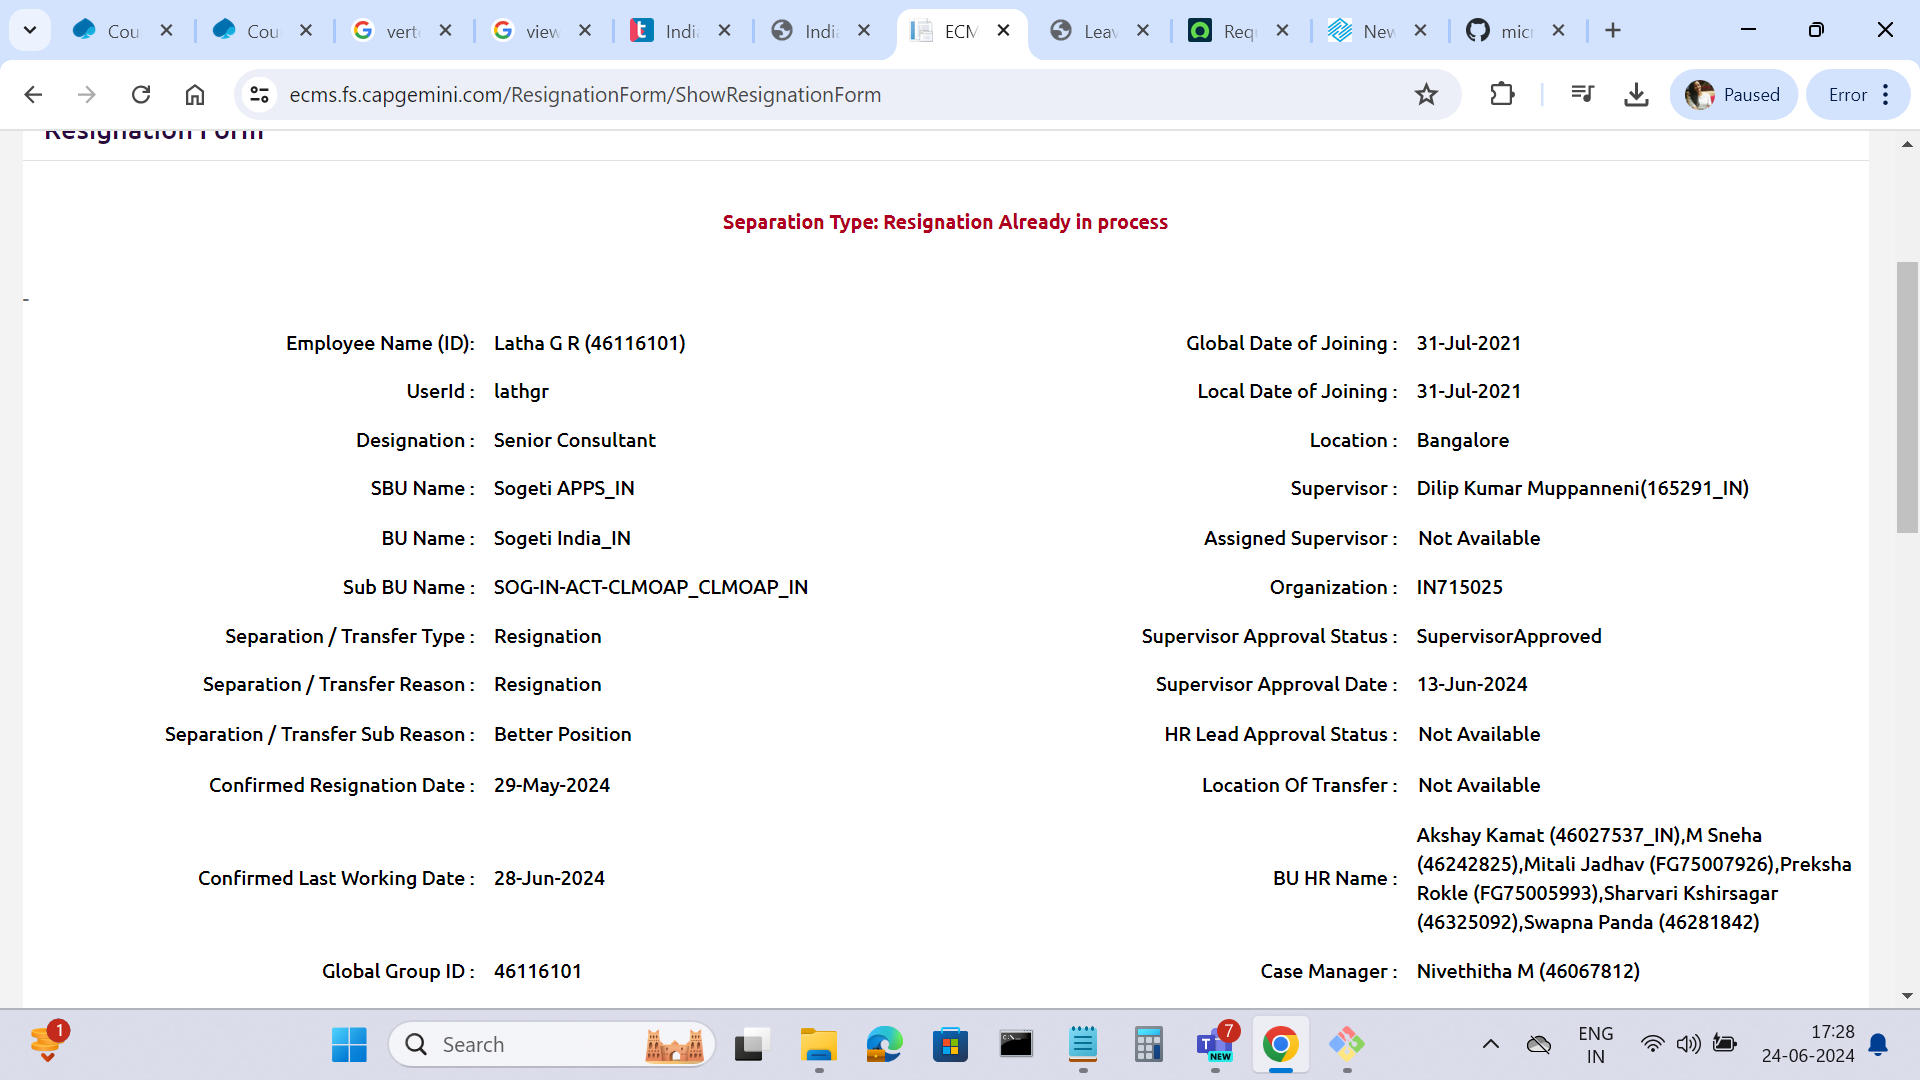 Cou
Cou
vert
view
Indi
Indi
ECM
Leav
Req
New
micr
ecms.fs.capgemini.com/ResignationForm/ShowResignationForm
Paused
Error
Resignation Form
Separation Type: Resignation Already in process
-
Employee Name (ID): Latha G R (46116101) Global Date of Joining : 31-Jul-2021
UserId : lathgr Local Date of Joining : 31-Jul-2021
Designation : Senior Consultant Location : Bangalore
SBU Name : Sogeti APPS_IN Supervisor : Dilip Kumar Muppanneni(165291_IN)
BU Name : Sogeti India_IN Assigned Supervisor : Not Available
Sub BU Name : SOG-IN-ACT-CLMOAP_CLMOAP_IN Organization : IN715025
Separation / Transfer Type : Resignation Supervisor Approval Status : SupervisorApproved
Separation / Transfer Reason : Resignation Supervisor Approval Date : 13-Jun-2024
Separation / Transfer Sub Reason : Better Position HR Lead Approval Status : Not Available
Confirmed Resignation Date : 29-May-2024 Location Of Transfer : Not Available
Confirmed Last Working Date : 28-Jun-2024 BU HR Name : Akshay Kamat (46027537_IN),M Sneha
(46242825),Mitali Jadhav (FG75007926),Preksha
Rokle (FG75005993),Sharvari Kshirsagar
(46325092),Swapna Panda (46281842)
Global Group ID : 46116101 Case Manager : Nivethitha M (46067812)
1
Search
7
NEW
ENG
IN
17:28
24-06-2024